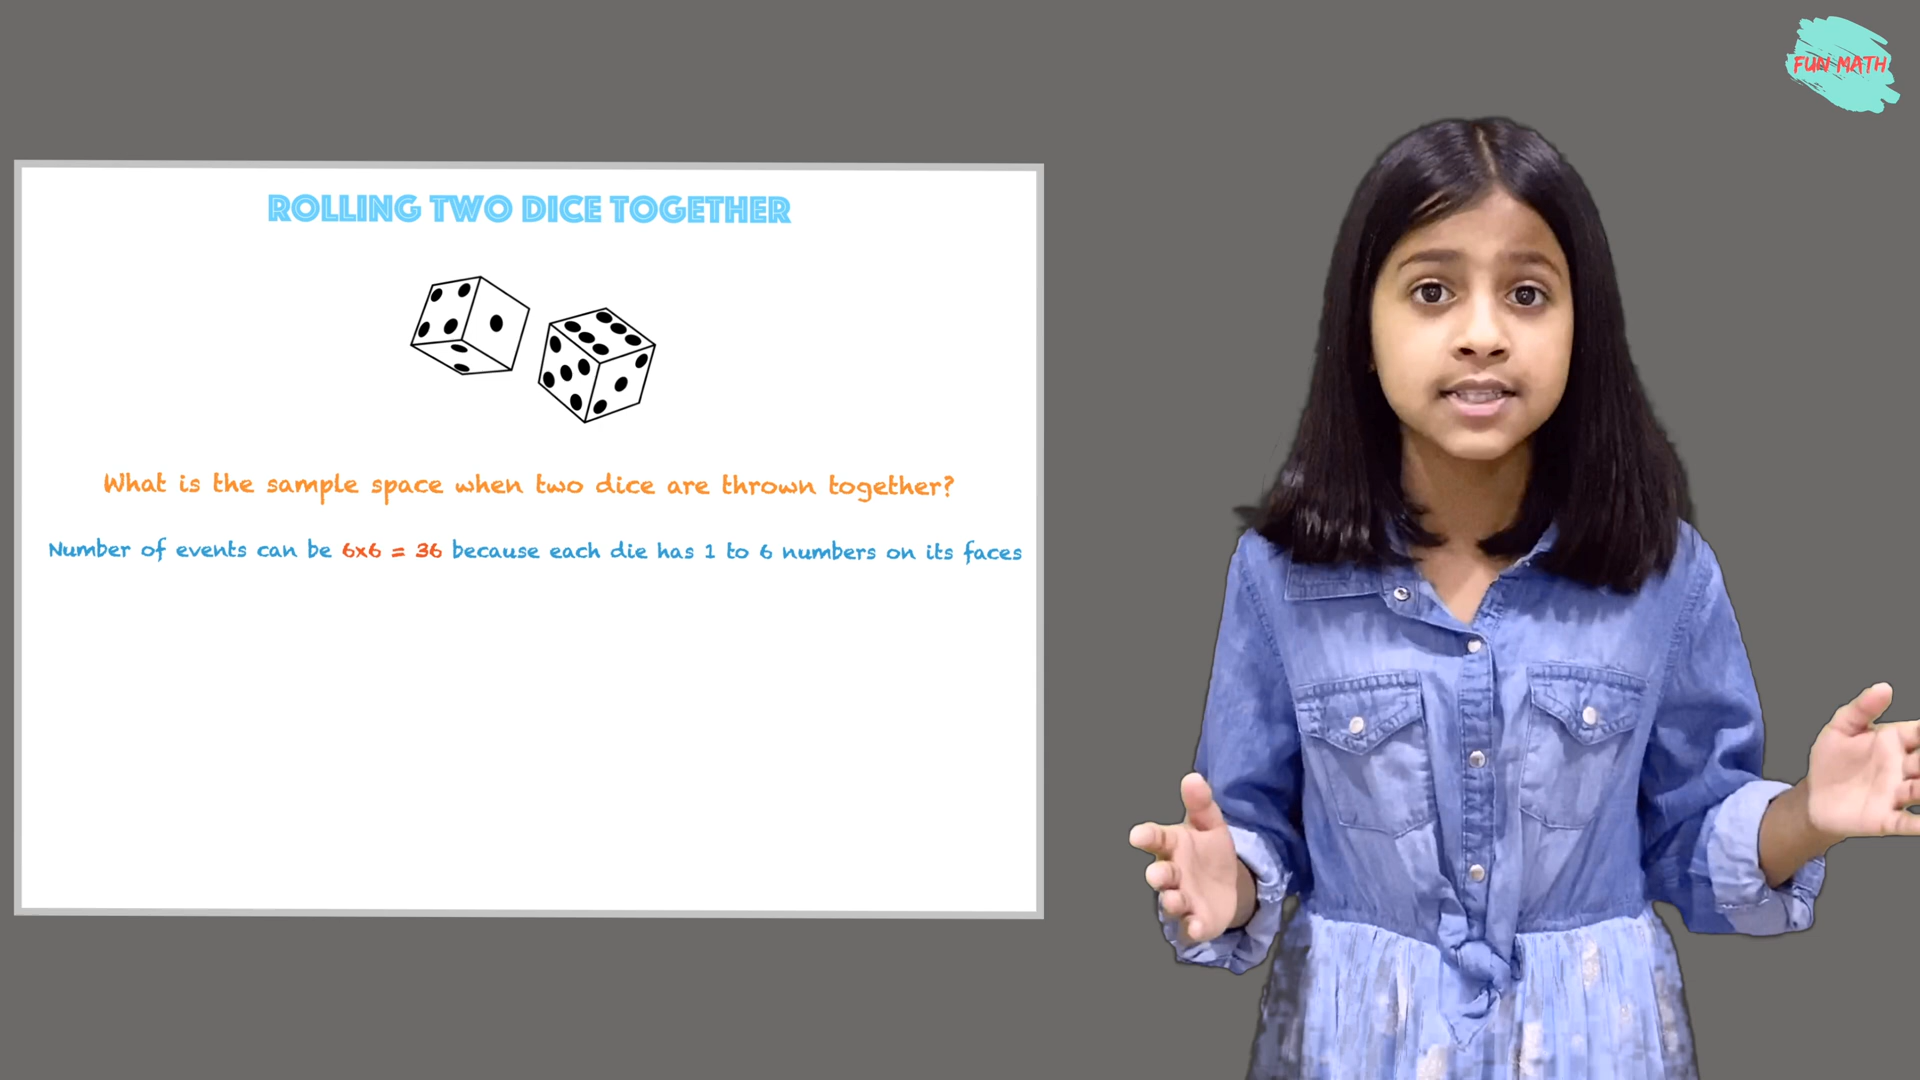 FUN MATH
ROLLING TWO DICE TOGETHER
What is the sample space when two dice are thrown together?
Number of events can be 6x6 = 36 because each die has 1 to 6 numbers on its faces